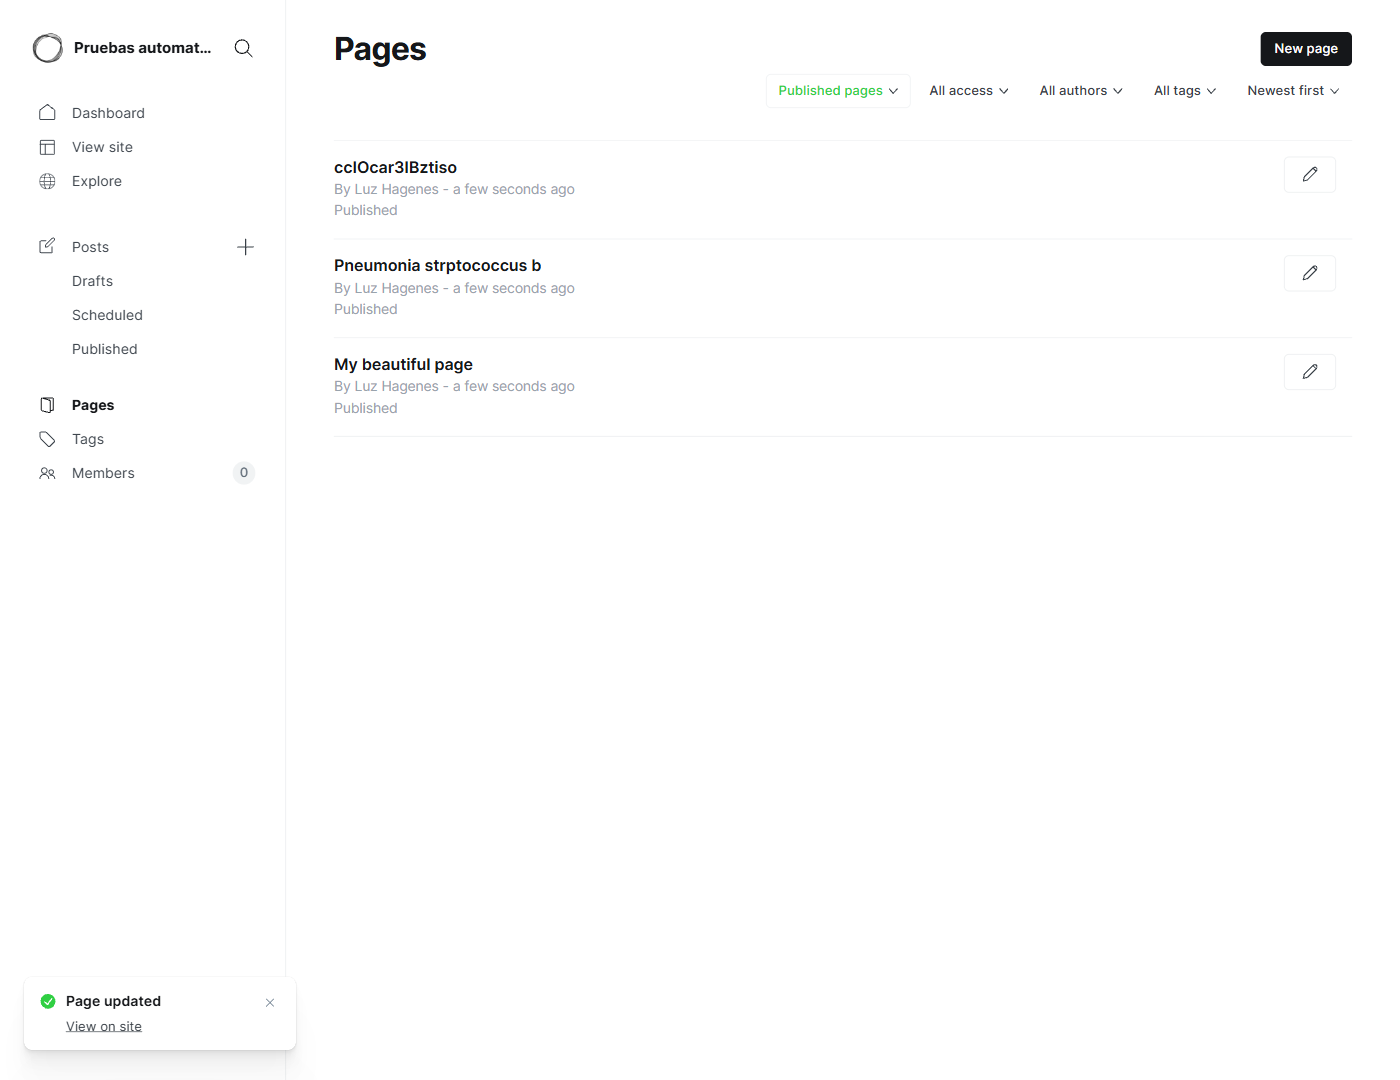 Pruebas automat...
Dashboard
View site
Explore
Posts
Drafts
Scheduled
Published
Pages
Tags
Members 0
Pages
New page
Published pages All access All authors All tags Newest first
ccIOcar3IBztiso
By Luz Hagenes - a few seconds ago
Published
Pneumonia strptococcus b
By Luz Hagenes - a few seconds ago
Published
My beautiful page
By Luz Hagenes - a few seconds ago
Published
Page updated
View on site